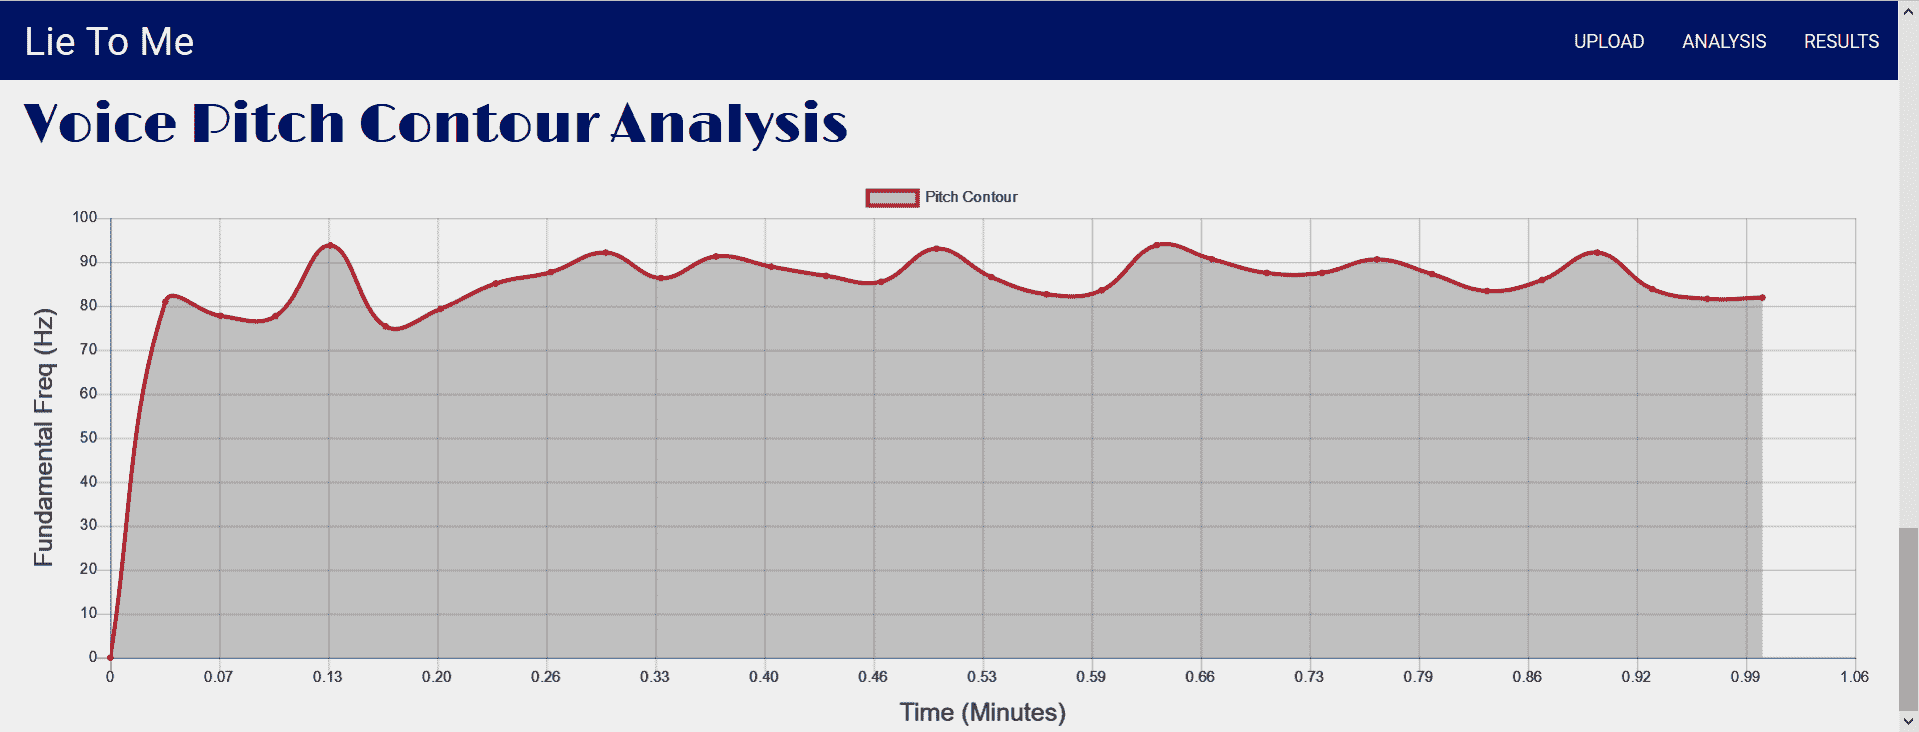 Lie To Me
UPLOAD ANALYSIS RESULTS
Voice Pitch Contour Analysis
Pitch Contour
100
90
80
70
60
50
40
30
20
10
0
Fundamental Freq (Hz)
0 0.07 0.13 0.20 0.26 0.33 0.40 0.46 0.53 0.59 0.66 0.73 0.79 0.86 0.92 0.99 1.06
Time (Minutes)